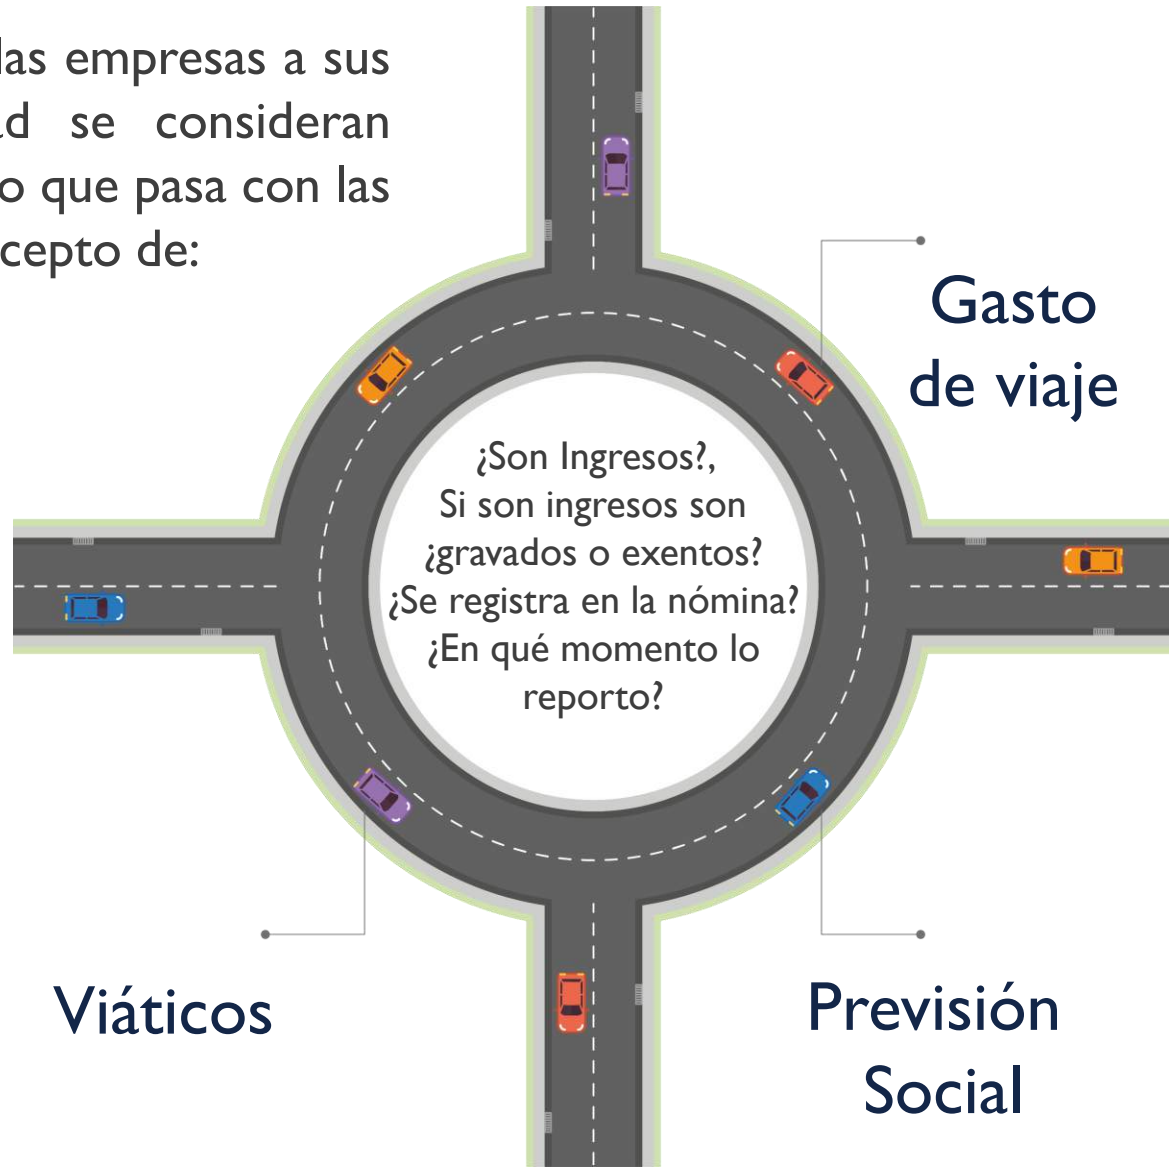 las empresas a sus
se consideran
que pasa con las
de:
Gasto
de viaje
¿Son Ingresos?,
Si son ingresos son
¿gravados o exentos?
¿Se registra en la nómina?
¿En qué momento lo
reporto?
Viáticos
Previsión
Social